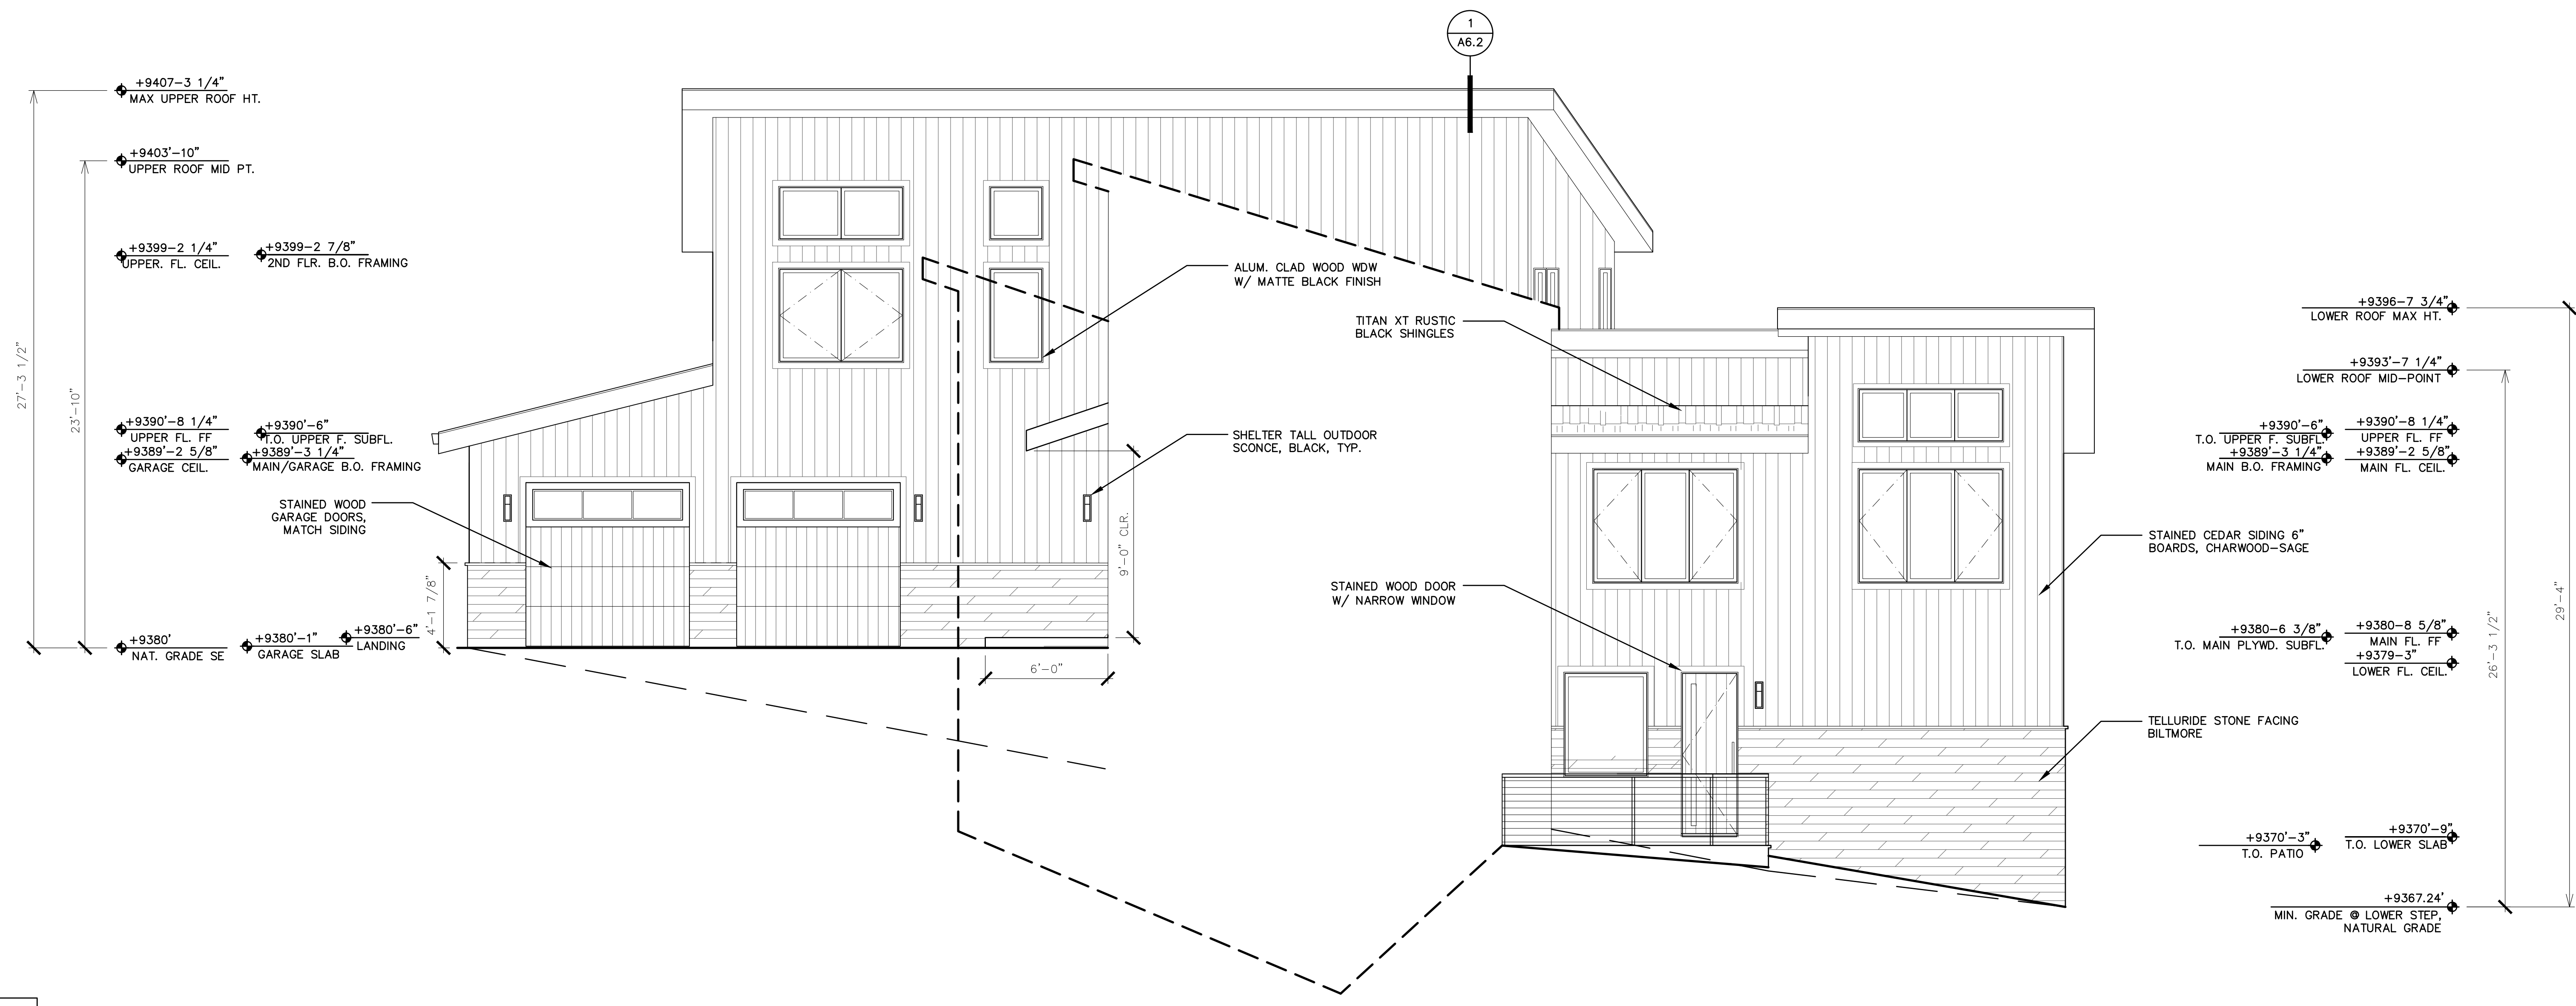 1
A6.2
+9407-3 1/4"
MAX UPPER ROOF HT.
+9403'-10"
UPPER ROOF MID PT.
+9399-2 1/4"
UPPER. FL. CEIL.
+9399-2 7/8"
2ND FLR. B.O. FRAMING
27'-3 1/2"
23'-10"
+9390'-8 1/4"
UPPER FL. FF
+9390'-6"
T.O. UPPER F. SUBFL.
+9389'-2 5/8"
GARAGE CEIL.
+9389'-3 1/4"
MAIN/GARAGE B.O. FRAMING
STAINED WOOD
GARAGE DOORS,
MATCH SIDING
4'-1 7/8"
+9380'
NAT. GRADE SE
+9380'-1"
GARAGE SLAB
+9380'-6"
LANDING
ALUM. CLAD WOOD WDW
W/ MATTE BLACK FINISH
TITAN XT RUSTIC
BLACK SHINGLES
SHELTER TALL OUTDOOR
SCONCE, BLACK, TYP.
9'-0" CLR.
6'-0"
STAINED WOOD DOOR
W/ NARROW WINDOW
+9396-7 3/4"
LOWER ROOF MAX HT.
+9393'-7 1/4"
LOWER ROOF MID-POINT
+9390'-6"
T.O. UPPER F. SUBFL.
+9390'-8 1/4"
UPPER FL. FF
+9389'-3 1/4"
MAIN B.O. FRAMING
+9389'-2 5/8"
MAIN FL. CEIL.
STAINED CEDAR SIDING 6"
BOARDS, CHARWOOD-SAGE
+9380-6 3/8"
T.O. MAIN PLYWD. SUBFL.
+9380-8 5/8"
MAIN FL. FF
+9379-3"
LOWER FL. CEIL.
26'-3 1/2"
29'-4"
TELLURIDE STONE FACING
BILTMORE
+9370'-3"
T.O. PATIO
+9370'-9"
T.O. LOWER SLAB
+9367.24'
MIN. GRADE @ LOWER STEP,
NATURAL GRADE